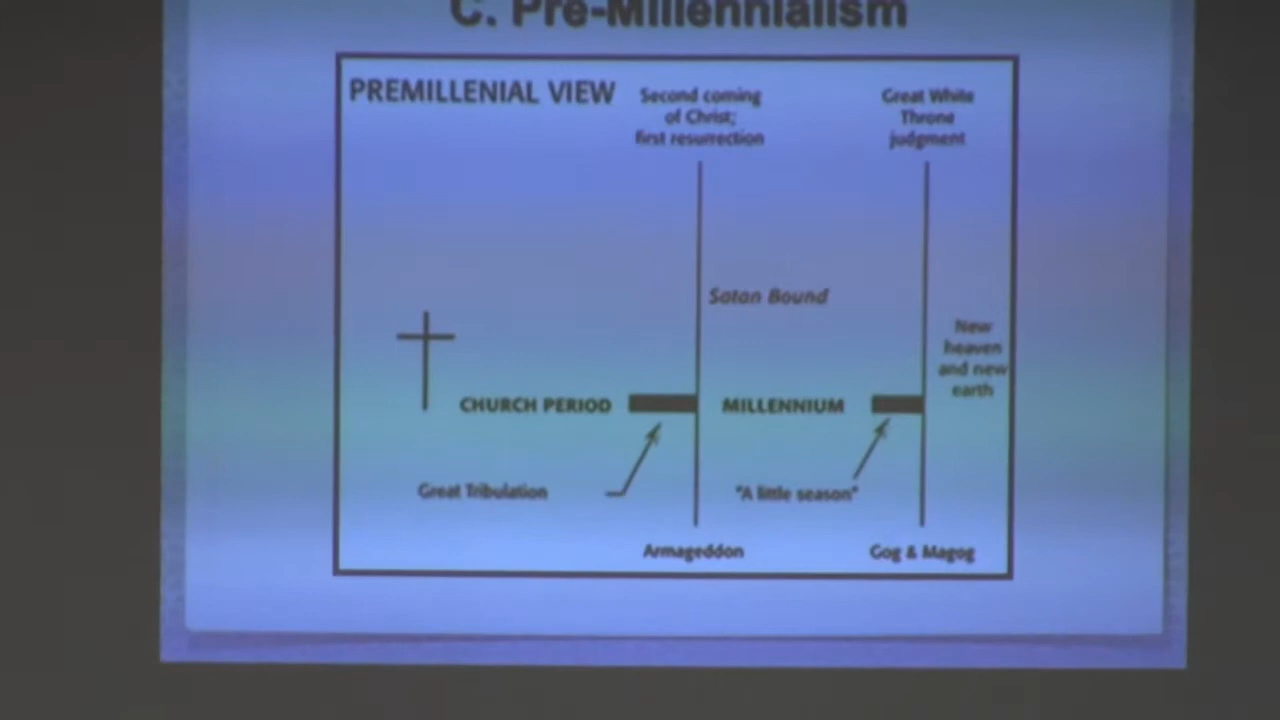 C. Pre-Millennialism
PREMILLENIAL VIEW
Second coming
of Christ;
first resurrection
Great White
Throne
judgment
Satan Bound
New
heaven
and new
earth
CHURCH PERIOD
MILLENNIUM
Great Tribulation
"A little season"
Armageddon
Gog & Magog